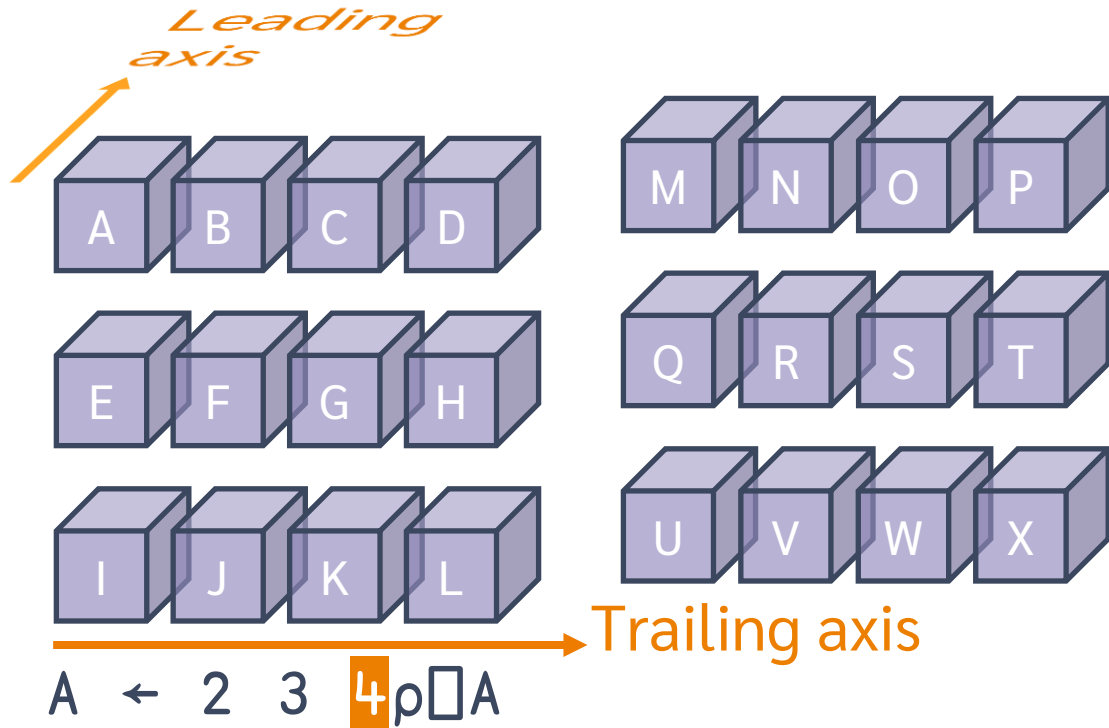 Leading
axis
A B C D
E F G H
I J K L
M N O P
Q R S T
U V W X
Trailing axis
A ← 2 3 4⍴⎕A